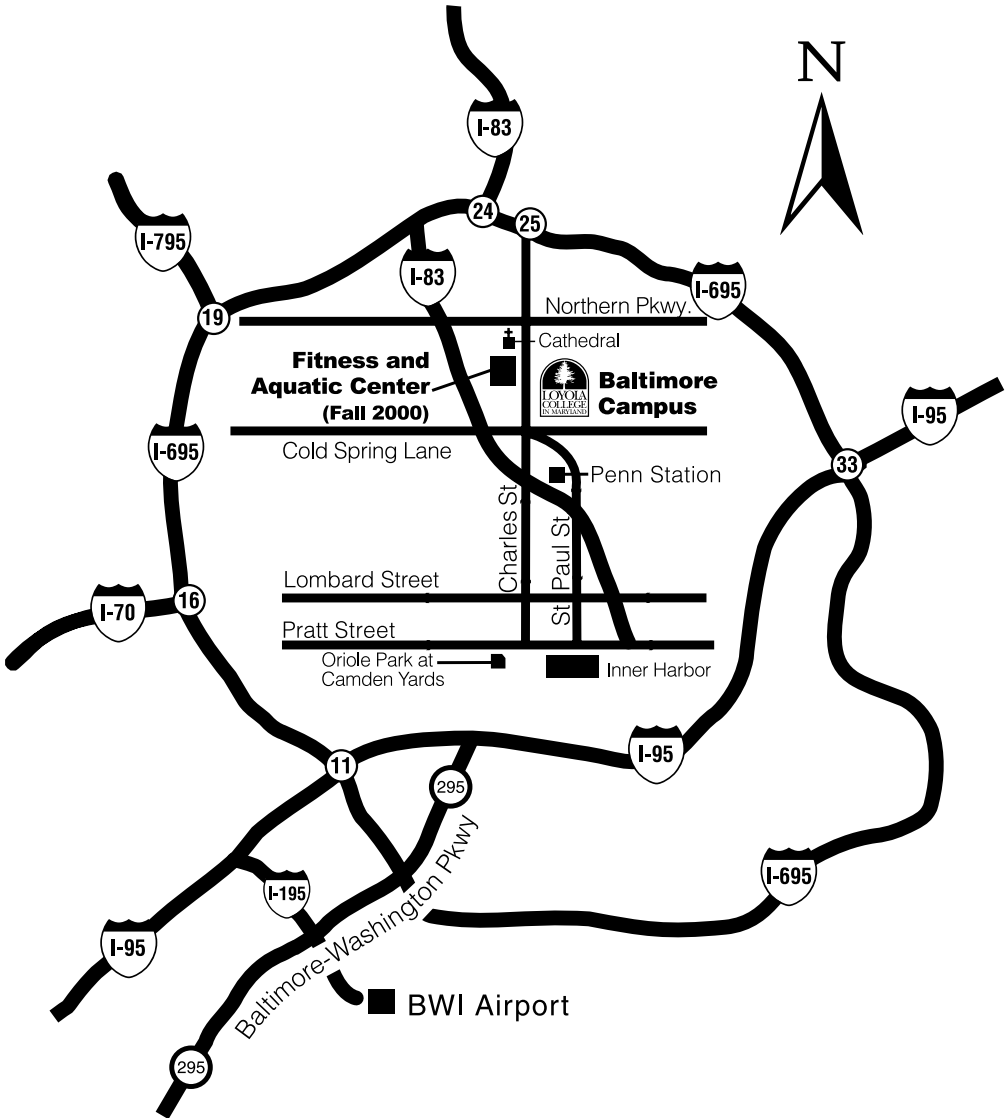 N
I-83
24
25
I-795
I-83
I-695
19
Northern Pkwy.
Cathedral
Fitness and
Aquatic Center
(Fall 2000)
LOYOLA
COLLEGE
IN MARYLAND
Baltimore
Campus
I-95
I-695
Cold Spring Lane
33
Penn Station
Charles St
St Paul St
Lombard Street
16
I-70
Pratt Street
Oriole Park at
Camden Yards
Inner Harbor
I-95
11
295
Baltimore-Washington Pkwy
I-195
I-695
I-95
BWI Airport
295